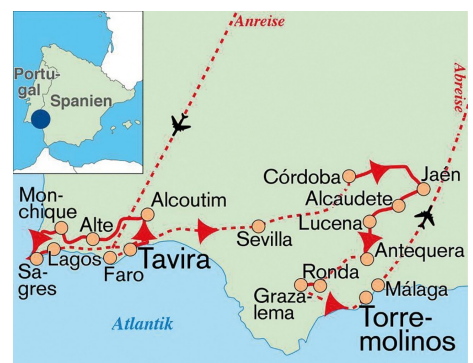 Anreise
Abreise
Portu-
gal
Spanien
Córdoba
Jaén
Alcaudete
Lucena
Mon-
chique
Alte
Alcoutim
Sevilla
Antequera
Sa-
gres
Lagos
Faro
Tavira
Ronda
Graza-
lema
Málaga
Torre-
molinos
Atlantik